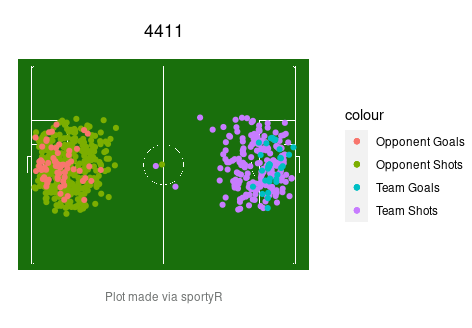 4411
colour
Opponent Goals
Opponent Shots
Team Goals
Team Shots
Plot made via sportyR